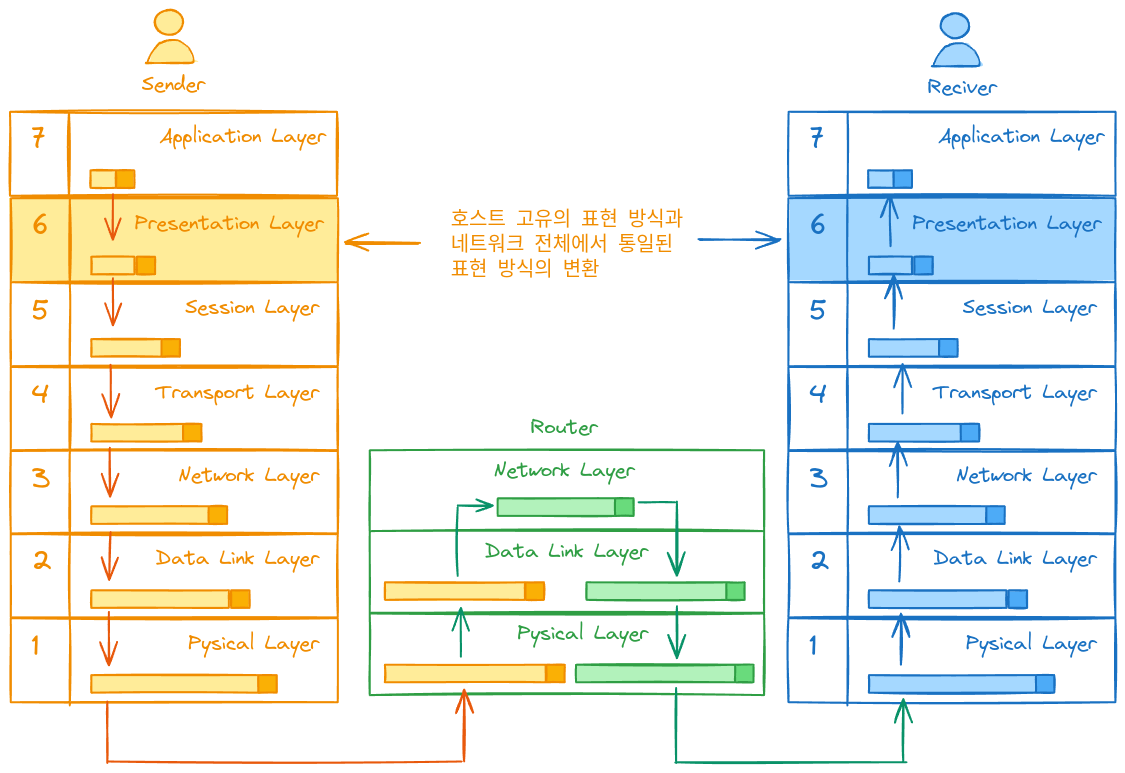 Sender
7
Application Layer
6
Presentation Layer
5
Session Layer
4
Transport Layer
3
Network Layer
2
Data Link Layer
1
Pysical Layer
호스트 고유의 표현 방식과
네트워크 전체에서 통일된
표현 방식의 변환
Router
Network Layer
Data Link Layer
Pysical Layer
Reciver
7
Application Layer
6
Presentation Layer
5
Session Layer
4
Transport Layer
3
Network Layer
2
Data Link Layer
1
Pysical Layer